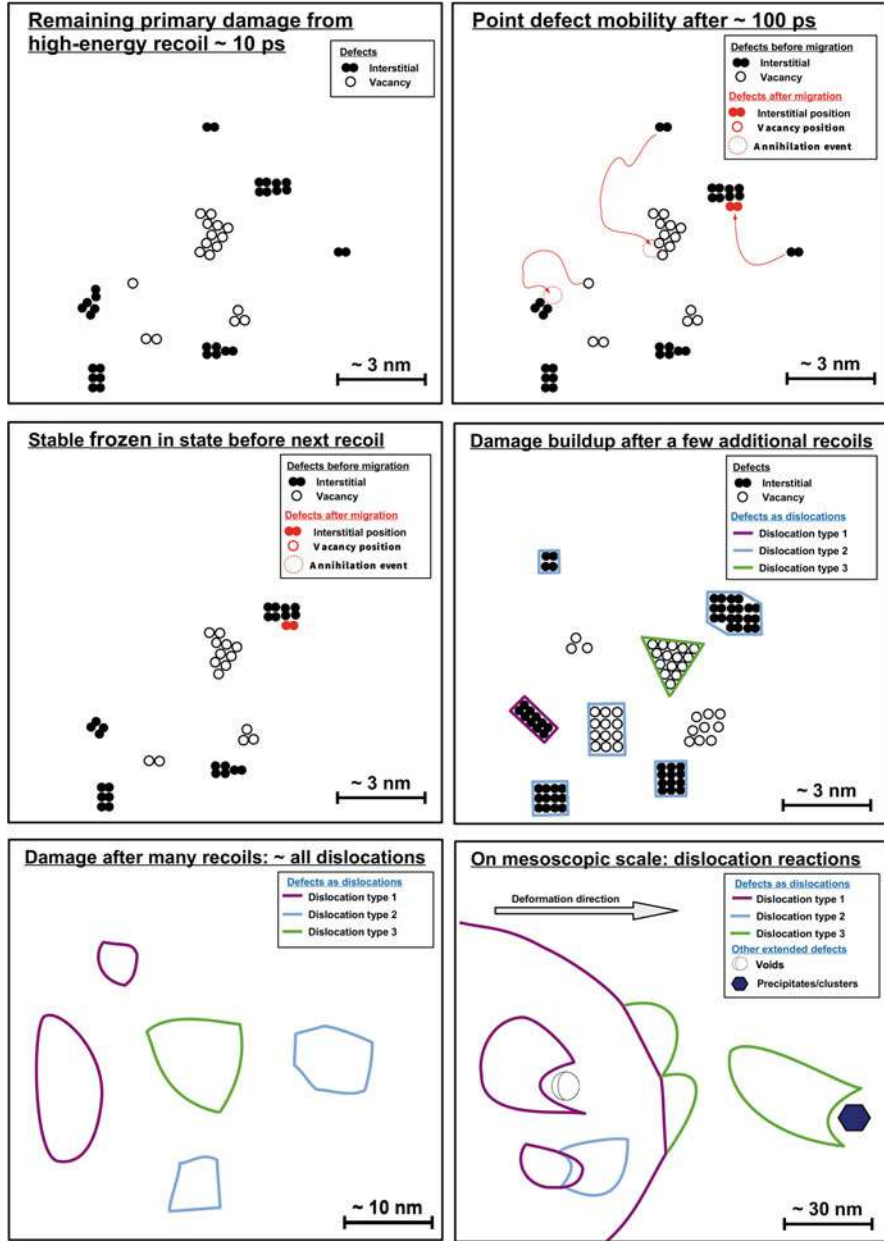 Remaining primary damage from
high-energy recoil ~ 10 ps
Defects
Interstitial
Vacancy
~ 3 nm
Point defect mobility after ~ 100 ps
Defects before migration
Interstitial
Vacancy
Defects after migration
Interstitial position
Vacancy position
Annihilation event
~ 3 nm
Stable frozen in state before next recoil
Defects before migration
Interstitial
Vacancy
Defects after migration
Interstitial position
Vacancy position
Annihilation event
~ 3 nm
Damage buildup after a few additional recoils
Defects
Interstitial
Vacancy
Defects as dislocations
Dislocation type 1
Dislocation type 2
Dislocation type 3
~ 3 nm
Damage after many recoils: ~ all dislocations
Defects as dislocations
Dislocation type 1
Dislocation type 2
Dislocation type 3
~ 10 nm
On mesoscopic scale: dislocation reactions
Deformation direction
Defects as dislocations
Dislocation type 1
Dislocation type 2
Dislocation type 3
Other extended defects
Voids
Precipitates/clusters
~ 30 nm